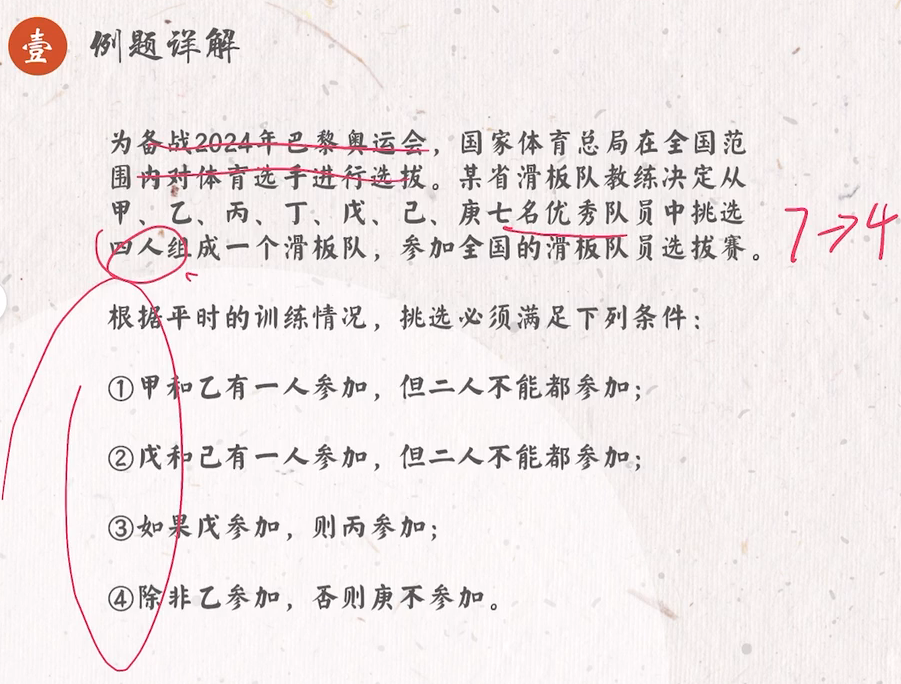 壹 例题详解
为备战2024年巴黎奥运会，国家体育总局在全国范
围内对体育选手进行选拔。某省滑板队教练决定从
甲、乙、丙、丁、戊、己、庚七名优秀队员中挑选
四人组成一个滑板队，参加全国的滑板队员选拔赛。
7→4
根据平时的训练情况，挑选必须满足下列条件：
①甲和乙有一人参加，但二人不能都参加；
②戊和己有一人参加，但二人不能都参加；
③如果戊参加，则丙参加；
④除非乙参加，否则庚不参加。